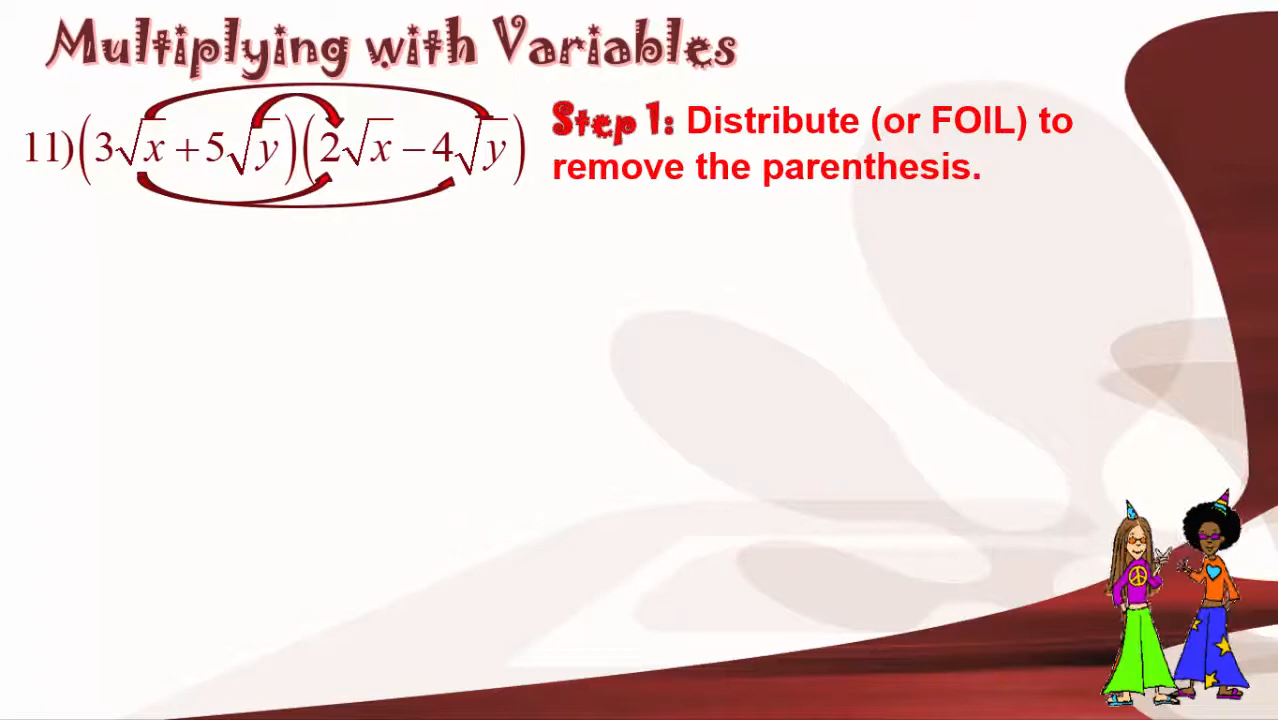 Multiplying with Variables
11)(3√x + 5√y)(2√x − 4√y)
Step 1: Distribute (or FOIL) to
remove the parenthesis.